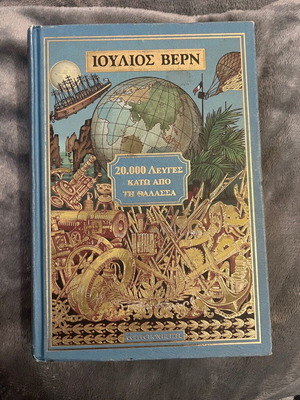 ΙΟΥΛΙΟΣ ΒΕΡΝ
20.000 ΛΕΥΓΕΣ
ΚΑΤΩ ΑΠΟ
ΤΗ ΘΑΛΑΣΣΑ